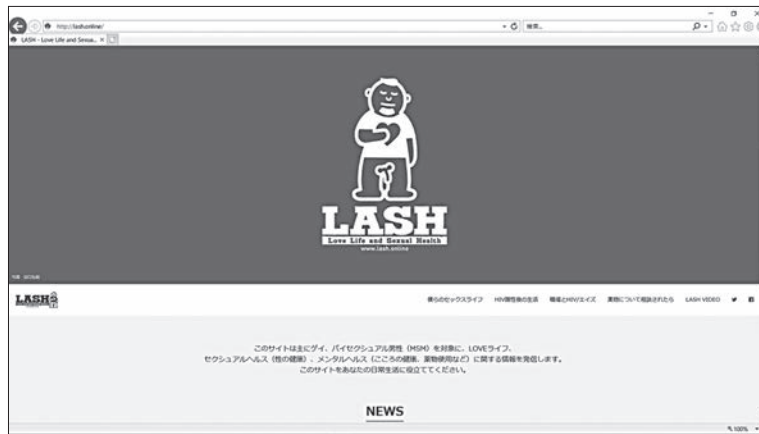 http://lash.online/
検索...
LASH - Love Life and Sexua...
LASH
Love Life and Sexual Health
www.lash.online
LASH
僕らのセックスライフ HIV陽性後の生活 職場とHIV/エイズ 薬物について相談されたら LASH VIDEO
このサイトは主にゲイ、バイセクシュアル男性（MSM）を対象に、LOVEライフ、
セクシュアルヘルス（性の健康）、メンタルヘルス（こころの健康、薬物使用など）に関する情報を発信します。
このサイトをあなたの日常生活に役立ててください。
NEWS
100%